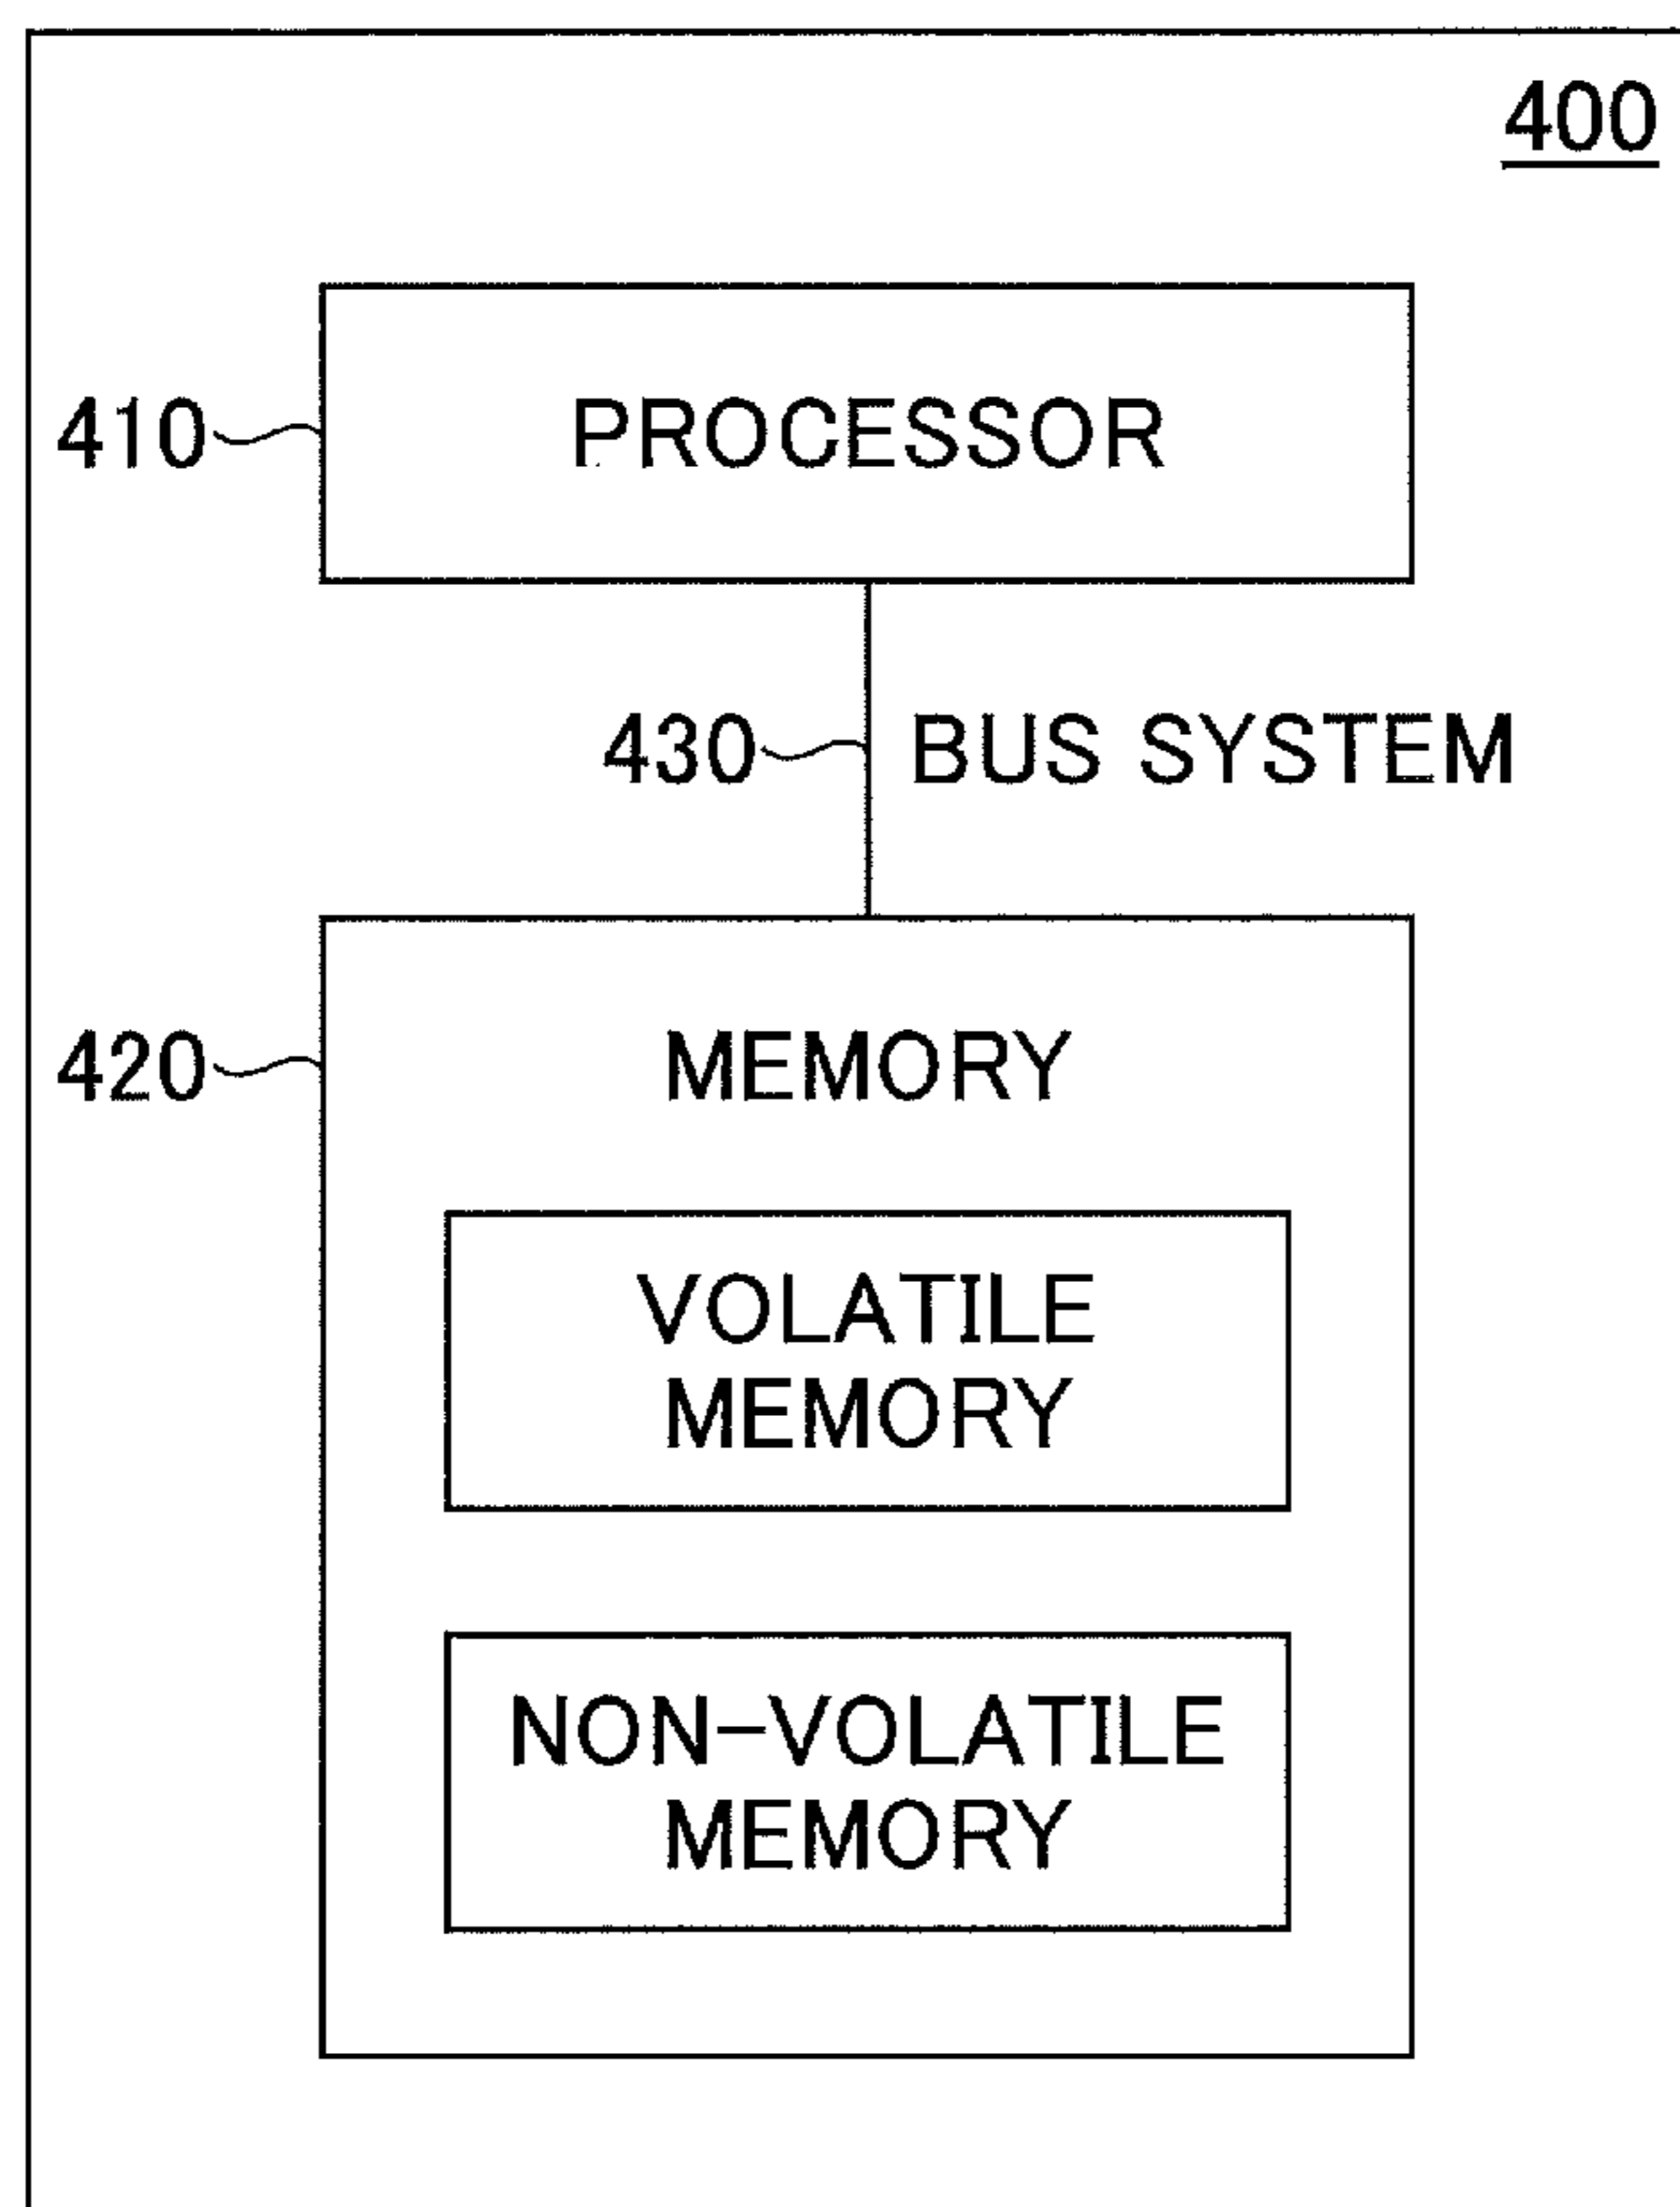 400
410 PROCESSOR
430 BUS SYSTEM
420 MEMORY
VOLATILE
MEMORY
NON-VOLATILE
MEMORY